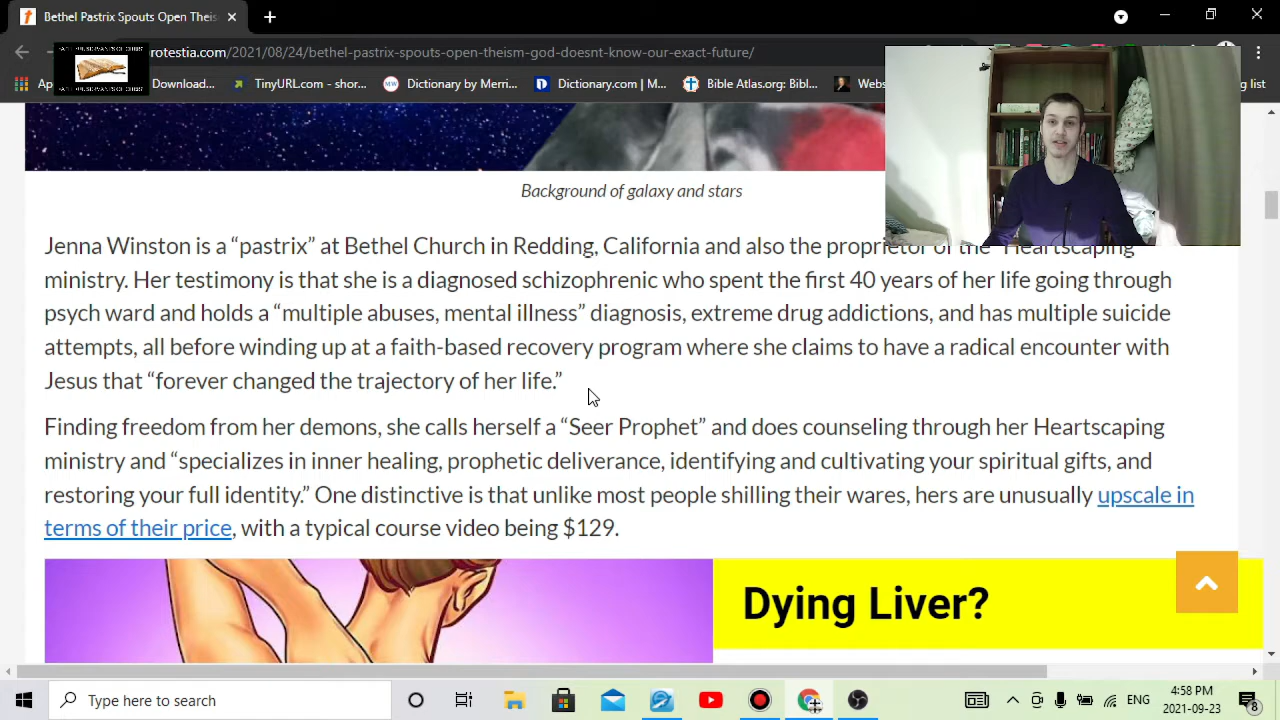 Bethel Pastrix Spouts Open Theis
protestia.com/2021/08/24/bethel-pastrix-spouts-open-theism-god-doesnt-know-our-exact-future/
Download...
TinyURL.com - shor...
Dictionary by Merri...
Dictionary.com | M...
Bible Atlas.org: Bibl...
Background of galaxy and stars
Jenna Winston is a “pastrix” at Bethel Church in Redding, California and also the proprietor of the “Heartscaping”
ministry. Her testimony is that she is a diagnosed schizophrenic who spent the first 40 years of her life going through
psych ward and holds a “multiple abuses, mental illness” diagnosis, extreme drug addictions, and has multiple suicide
attempts, all before winding up at a faith-based recovery program where she claims to have a radical encounter with
Jesus that “forever changed the trajectory of her life.”
Finding freedom from her demons, she calls herself a “Seer Prophet” and does counseling through her Heartscaping
ministry and “specializes in inner healing, prophetic deliverance, identifying and cultivating your spiritual gifts, and
restoring your full identity.” One distinctive is that unlike most people shilling their wares, hers are unusually upscale in
terms of their price, with a typical course video being $129.
Dying Liver?
Type here to search
ENG
4:58 PM
2021-09-23
8